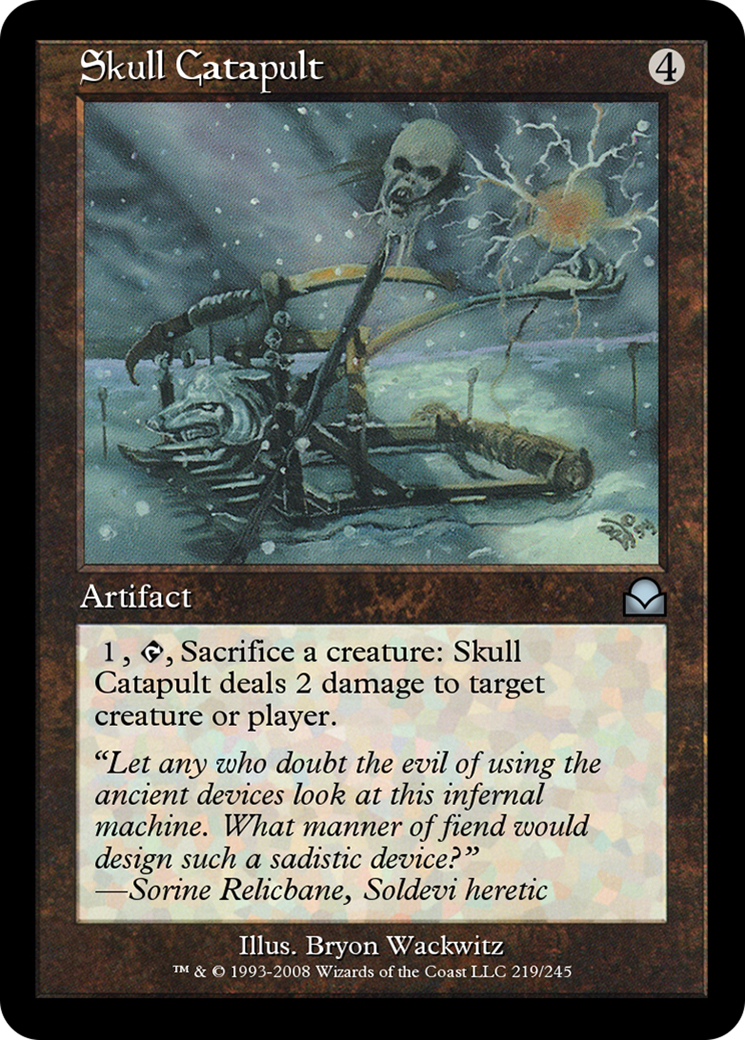 Skull Catapult
4
Artifact
1 , , Sacrifice a creature: Skull
Catapult deals 2 damage to target
creature or player.
“Let any who doubt the evil of using the
ancient devices look at this infernal
machine. What manner of fiend would
design such a sadistic device?”
—Sorine Relicbane, Soldevi heretic
Illus. Bryon Wackwitz
™ & © 1993-2008 Wizards of the Coast LLC 219/245